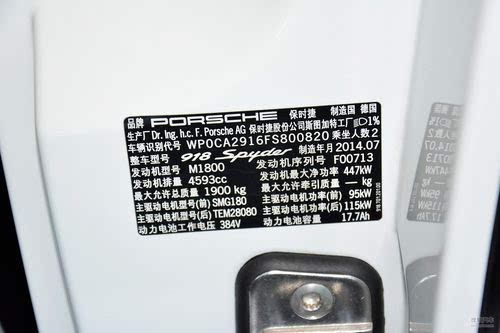 品牌 PORSCHE 保时捷 制造国 德国
生产厂 Dr. Ing. h.c. F. Porsche AG 保时捷股份公司斯图加特工厂 1%
车辆识别代号 WP0CA2916FS800820 乘坐人数 2
整车型号 918 Spyder 制造年月 2014.07
发动机型号 M1800 发动机序列号 F00713
发动机排量 4593cc 发动机最大净功率 447kW
最大允许总质量 1900 kg 最大允许牵引质量 — kg
主驱动电机型号(前) SMG180 主驱动电机峰值功率(前) 95kW
主驱动电机型号(后) TEM28080 主驱动电机峰值功率(后) 115kW
动力电池工作电压 384V 动力电池容量 17.7Ah